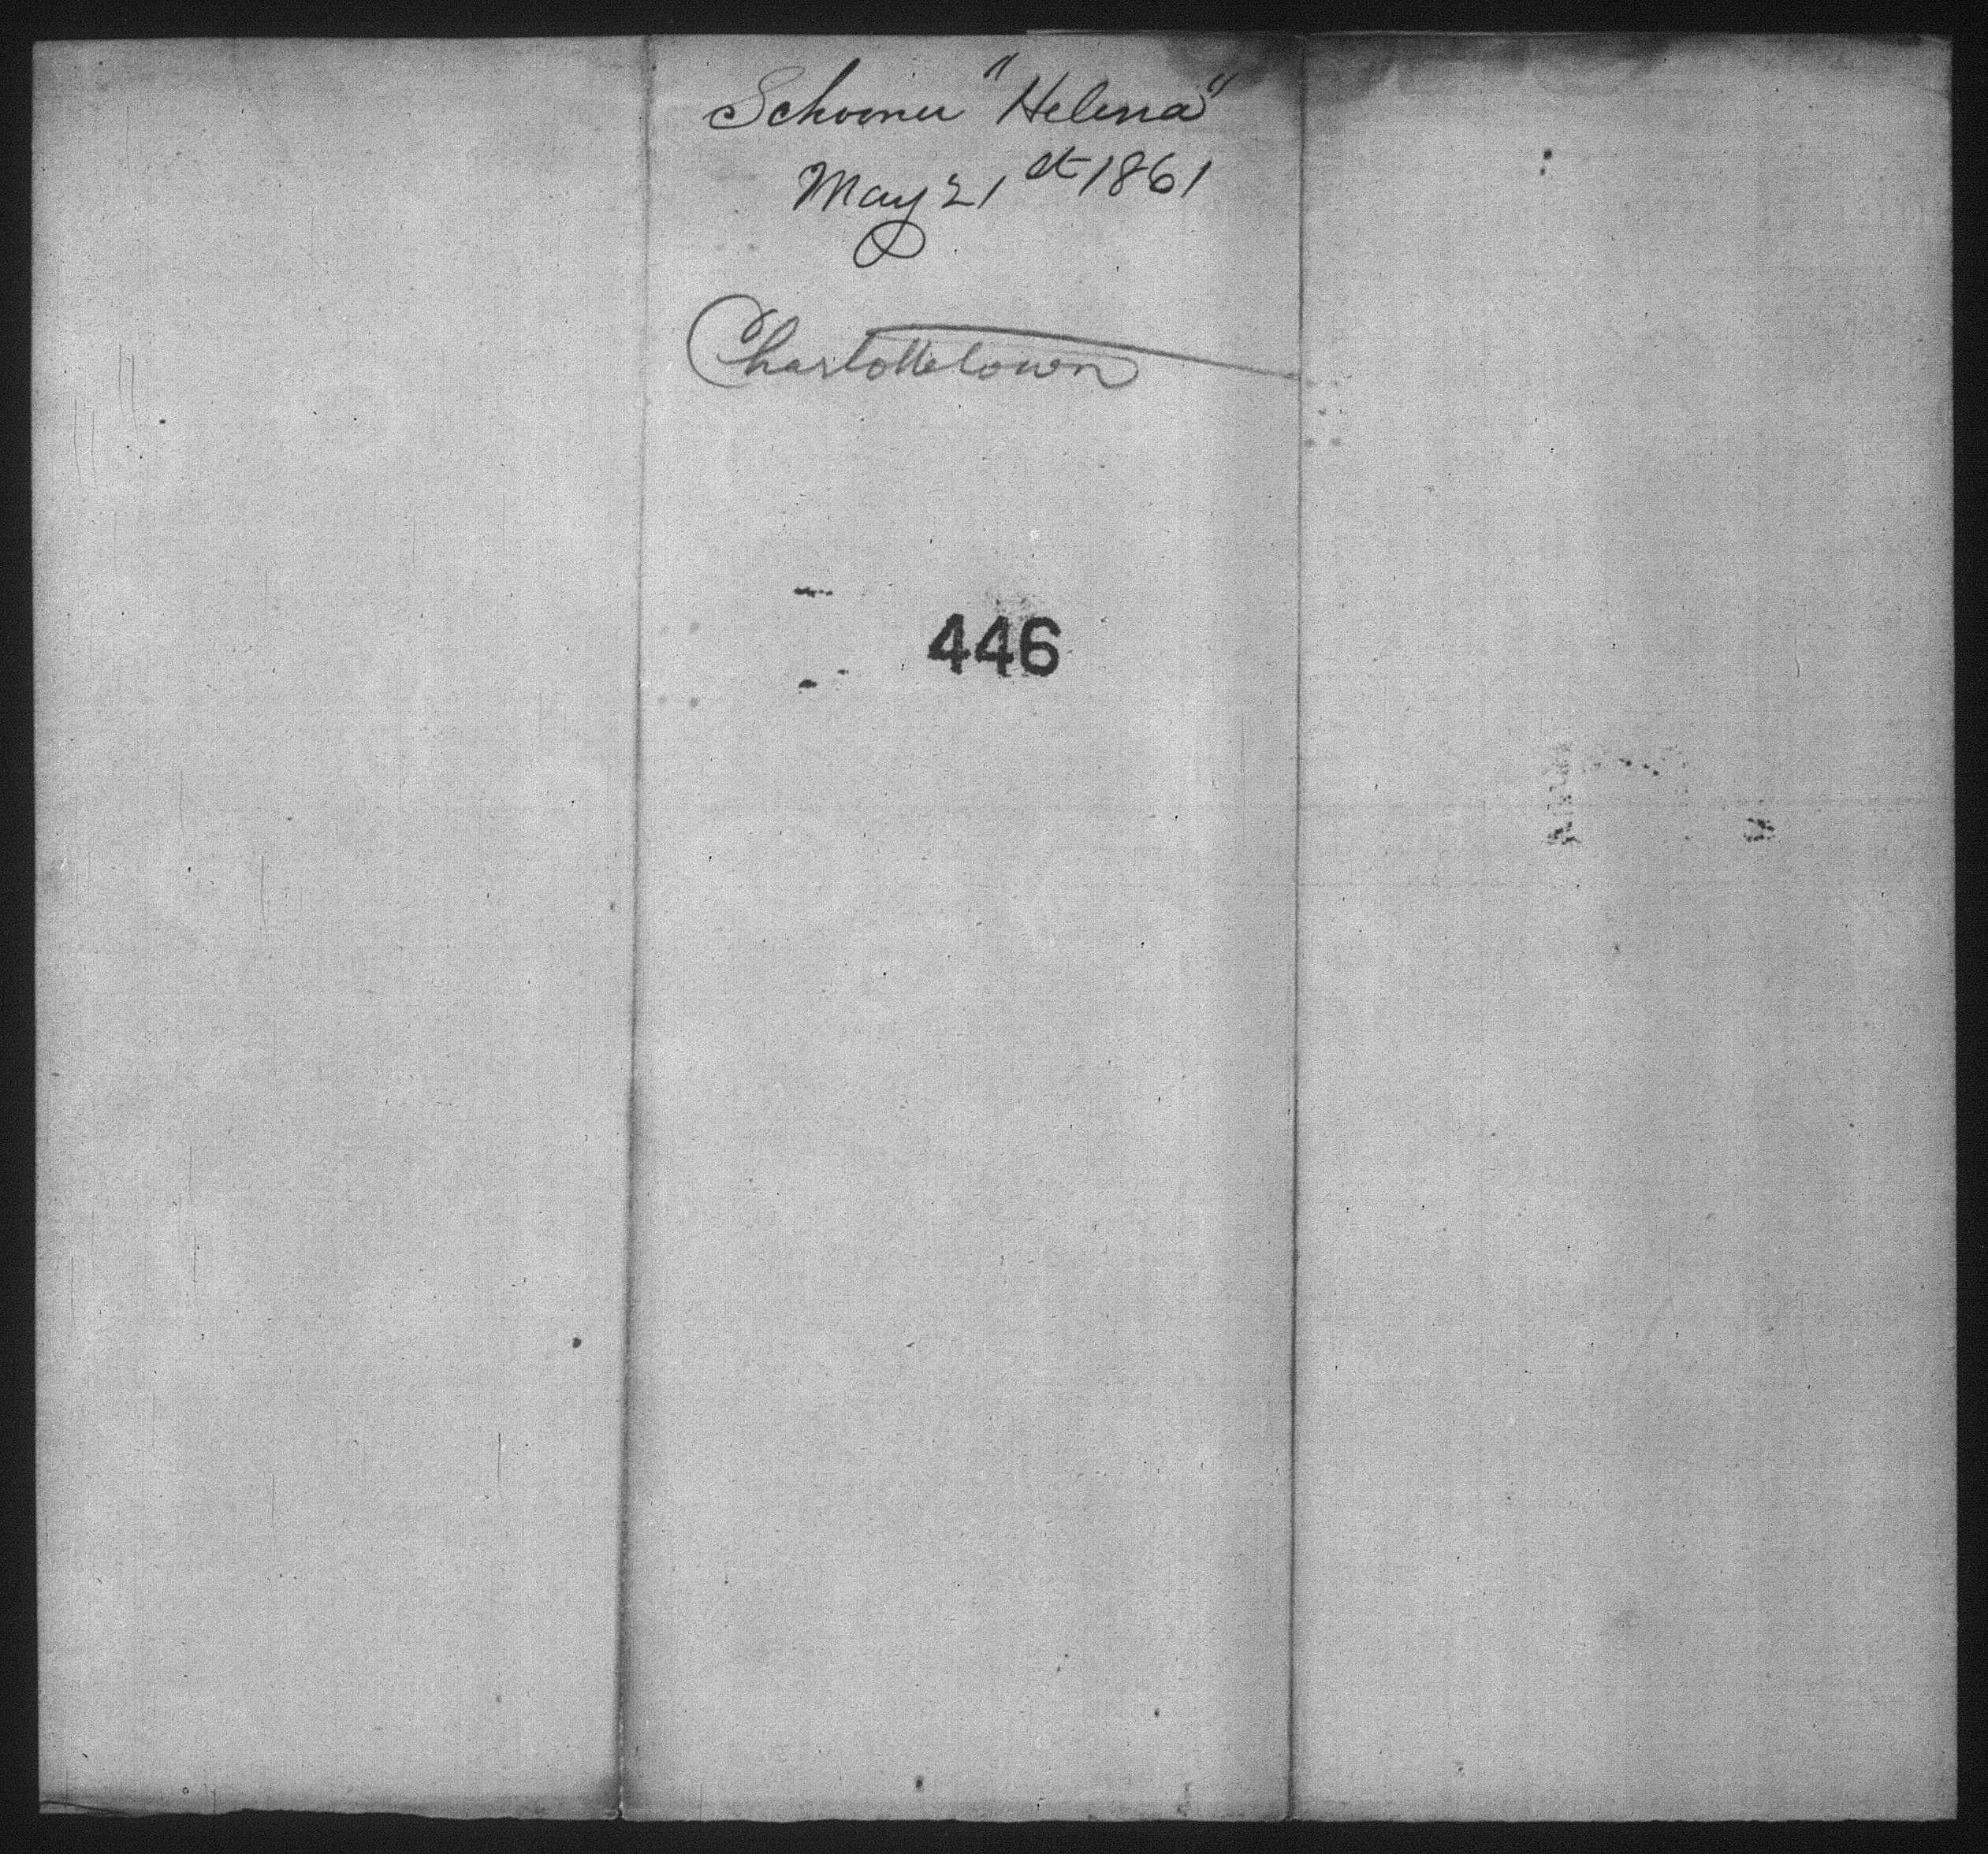 Schooner "Helena"
May 21st 1861
Charlottetown
446